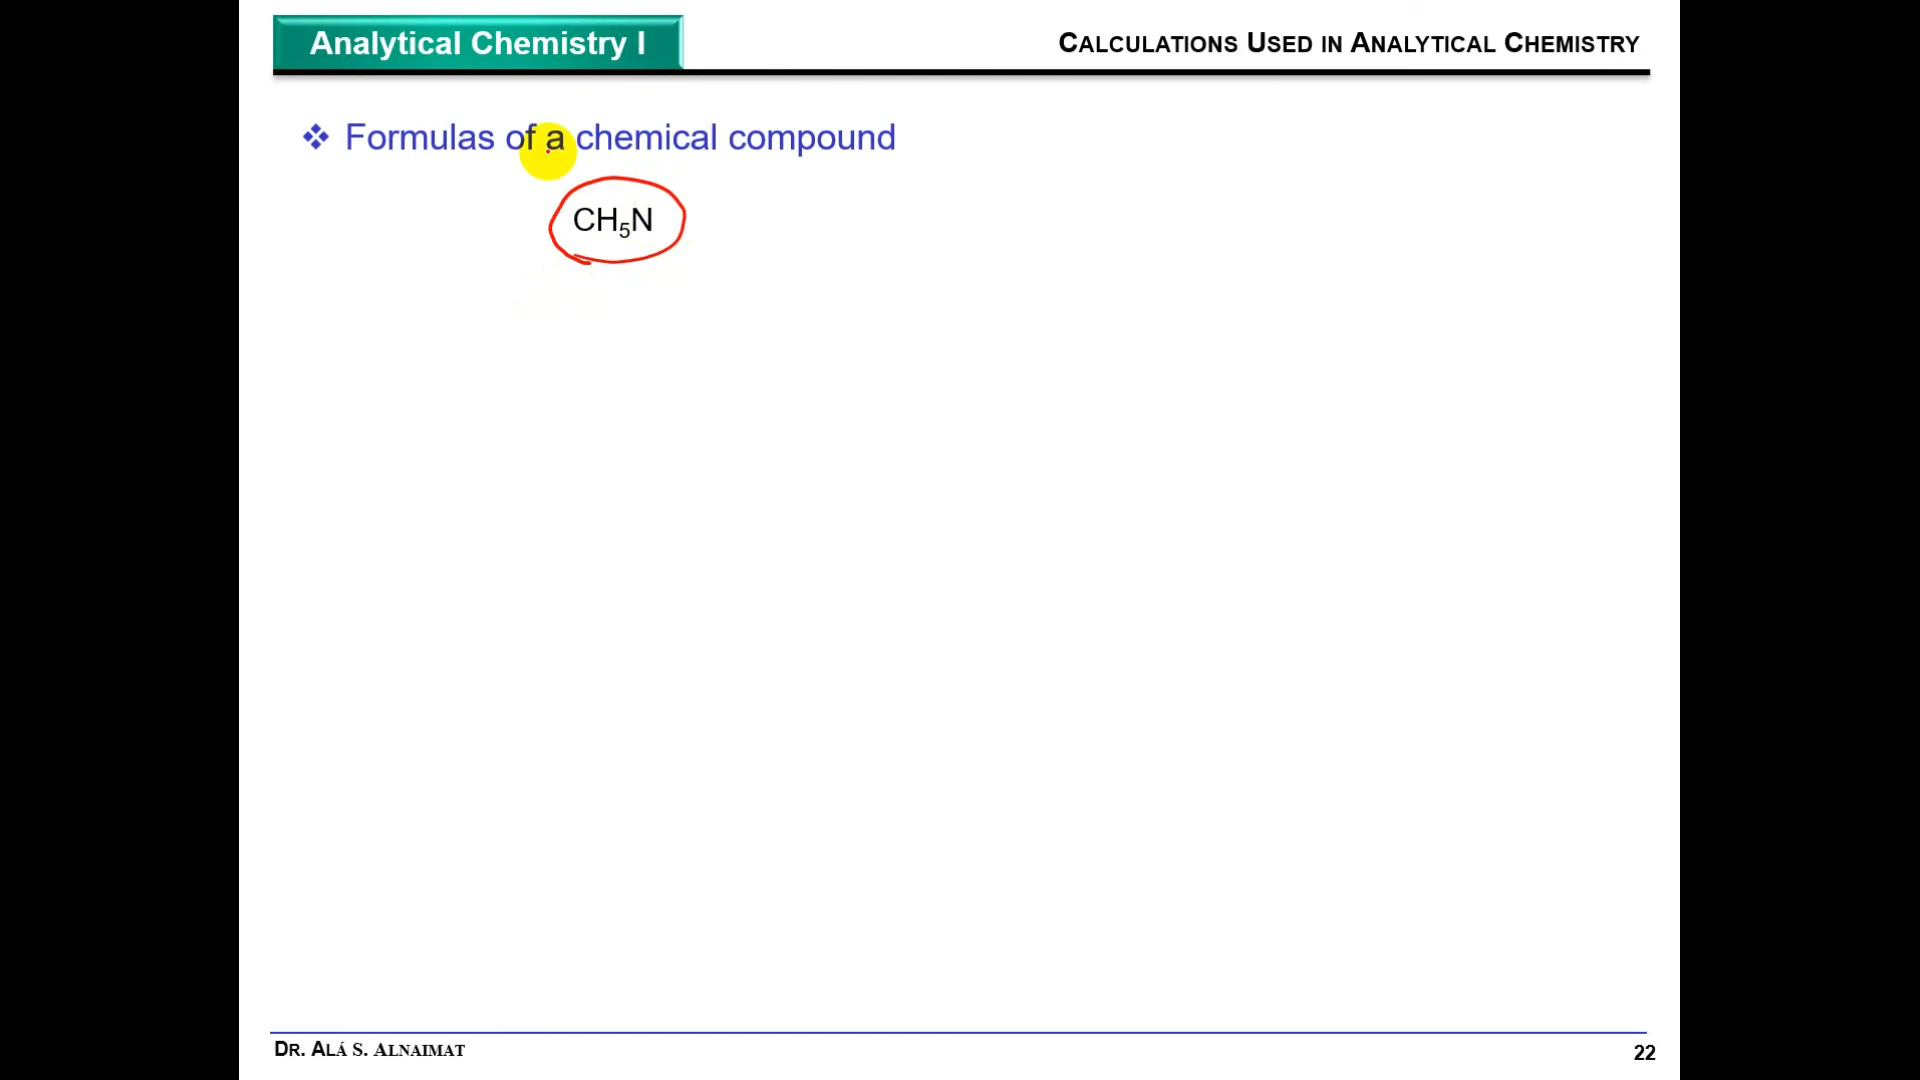 Analytical Chemistry I
CALCULATIONS USED IN ANALYTICAL CHEMISTRY
❖ Formulas of a chemical compound
CH₅N
DR. ALÁ S. ALNAIMAT
22